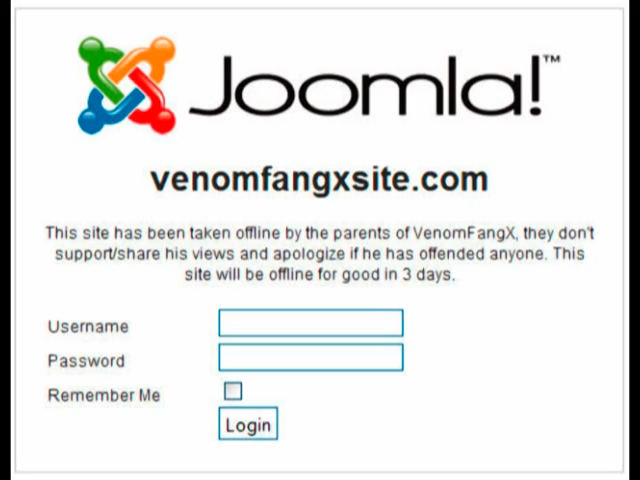 Joomla!™
venomfangxsite.com
This site has been taken offline by the parents of VenomFangX, they don't
support/share his views and apologize if he has offended anyone. This
site will be offline for good in 3 days.
Username
Password
Remember Me
Login